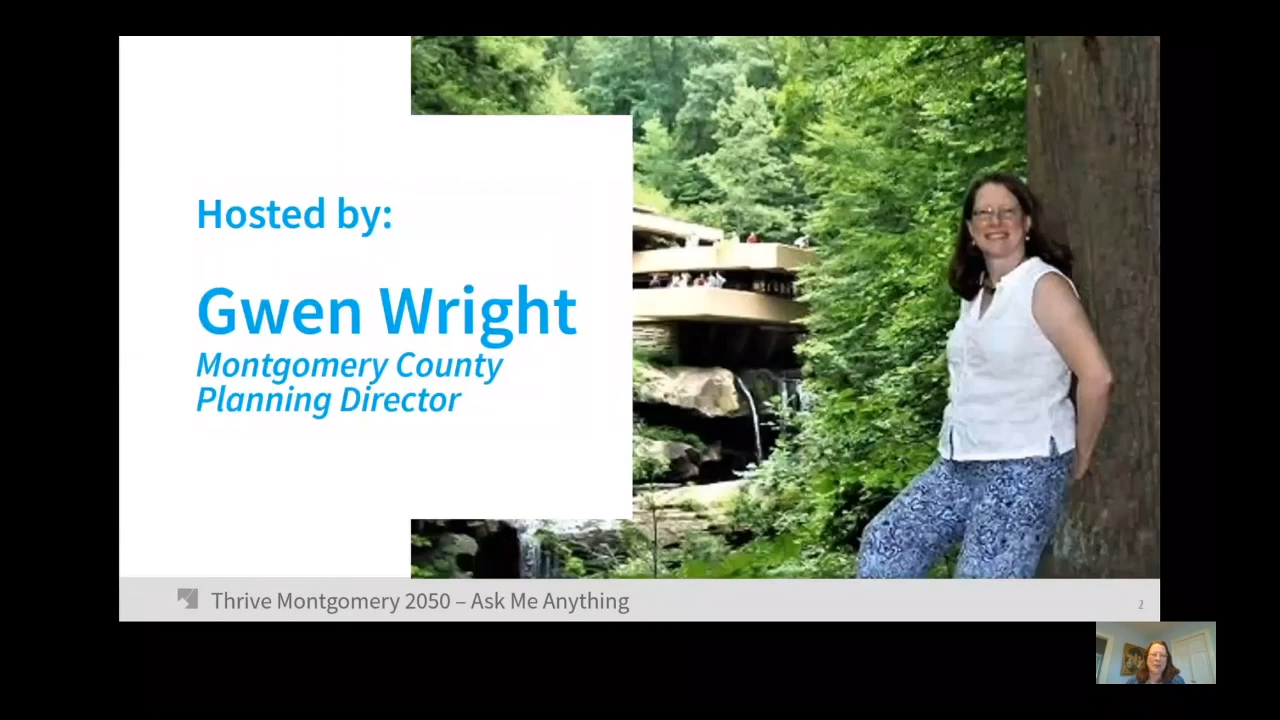 Hosted by:
Gwen Wright
Montgomery County
Planning Director
Thrive Montgomery 2050 – Ask Me Anything
2